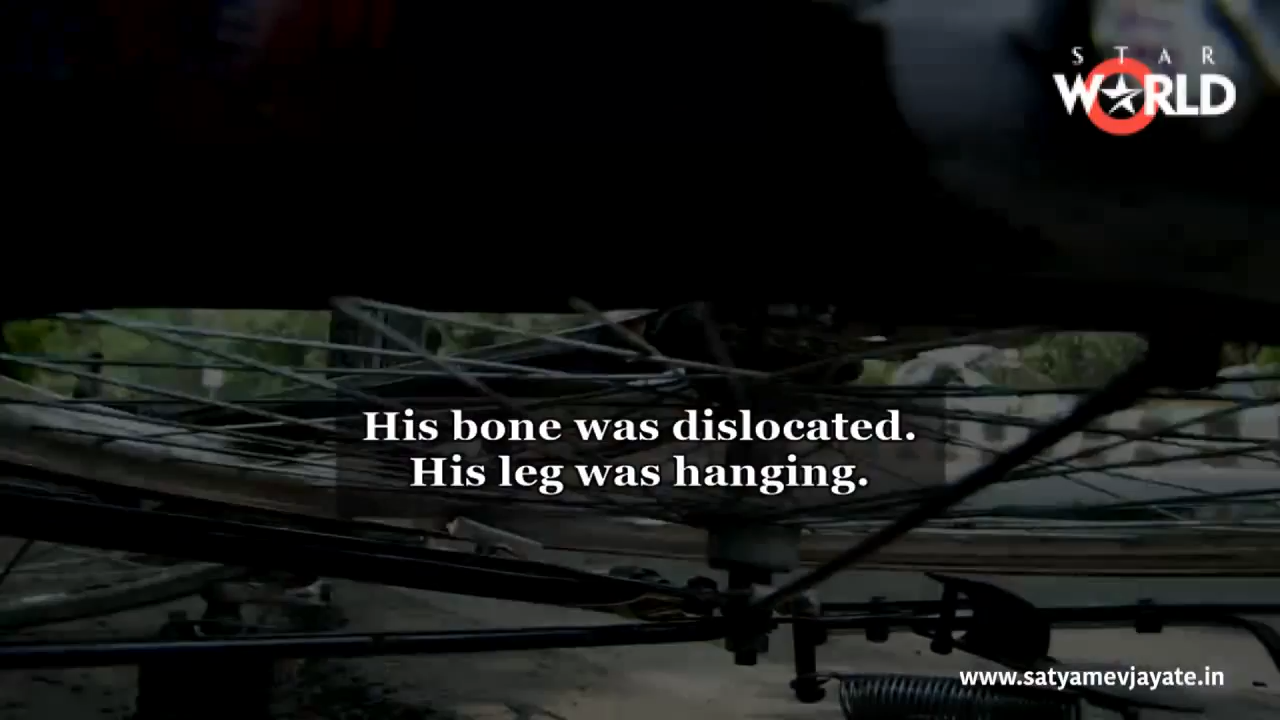 STAR
WORLD
His bone was dislocated.
His leg was hanging.
www.satyamevjayate.in